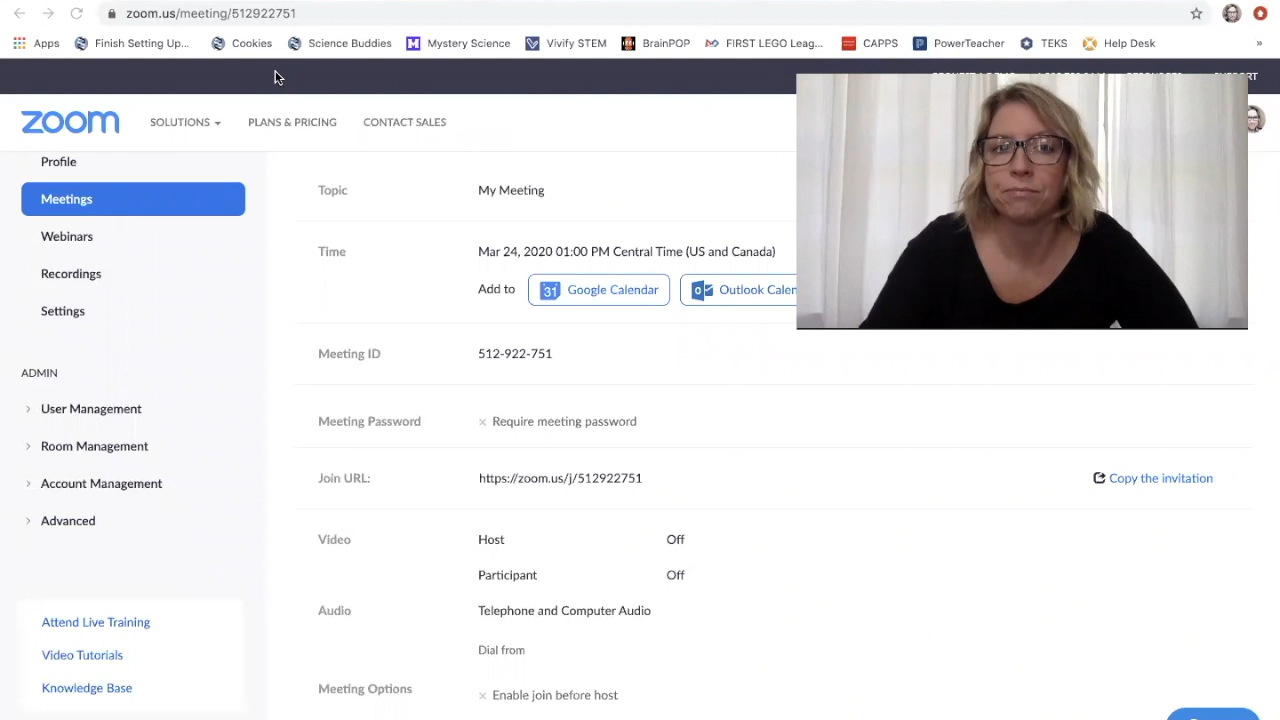 zoom.us/meeting/512922751
Apps Finish Setting Up... Cookies Science Buddies Mystery Science Vivify STEM BrainPOP FIRST LEGO Leag... CAPPS PowerTeacher TEKS Help Desk »
SUPPORT
zoom SOLUTIONS PLANS & PRICING CONTACT SALES
Profile
Meetings
Webinars
Recordings
Settings
ADMIN
User Management
Room Management
Account Management
Advanced
Attend Live Training
Video Tutorials
Knowledge Base
Topic My Meeting
Time Mar 24, 2020 01:00 PM Central Time (US and Canada)
Add to 31 Google Calendar Outlook Calen
Meeting ID 512-922-751
Meeting Password × Require meeting password
Join URL: https://zoom.us/j/512922751 Copy the invitation
Video Host Off
Participant Off
Audio Telephone and Computer Audio
Dial from
Meeting Options × Enable join before host